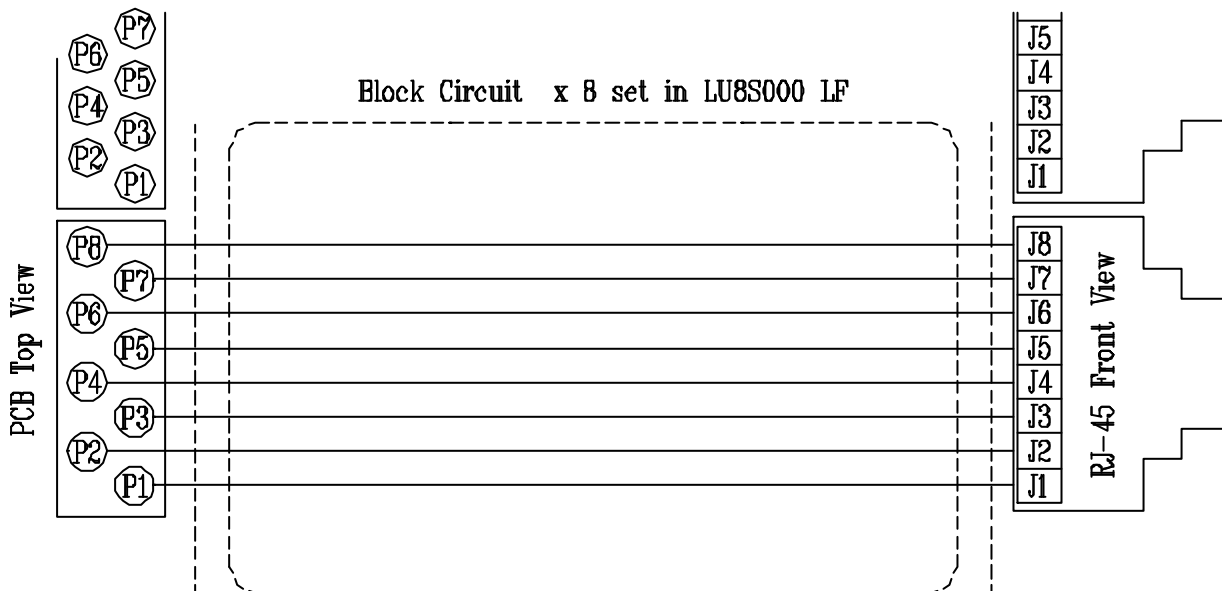 P7
P6
P5
P4
P3
P2
P1
Block Circuit x 8 set in LU8S000 LF
J5
J4
J3
J2
J1
PCB Top View
P8
P7
P6
P5
P4
P3
P2
P1
J8
J7
J6
J5
J4
J3
J2
J1
RJ-45 Front View